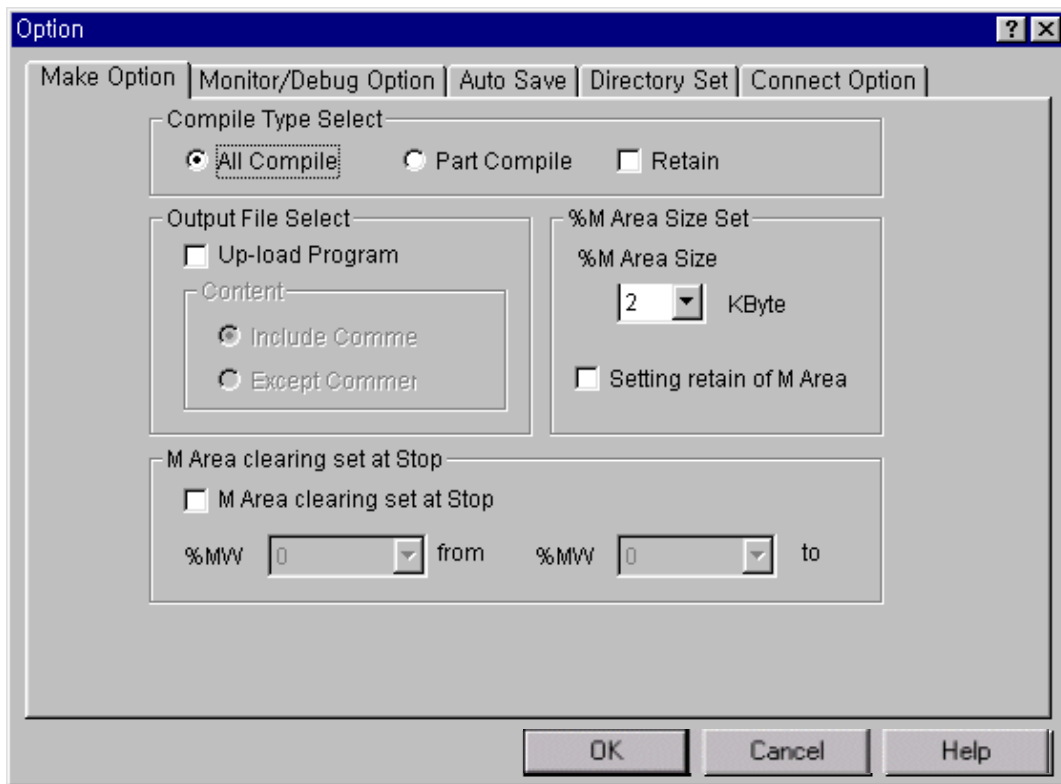 Option
Make Option Monitor/Debug Option Auto Save Directory Set Connect Option
Compile Type Select
All Compile Part Compile Retain
Output File Select
Up-load Program
Content
Include Comme
Except Commer
%M Area Size Set
%M Area Size
2 KByte
Setting retain of M Area
M Area clearing set at Stop
M Area clearing set at Stop
%MW 0 from %MW 0 to
OK Cancel Help